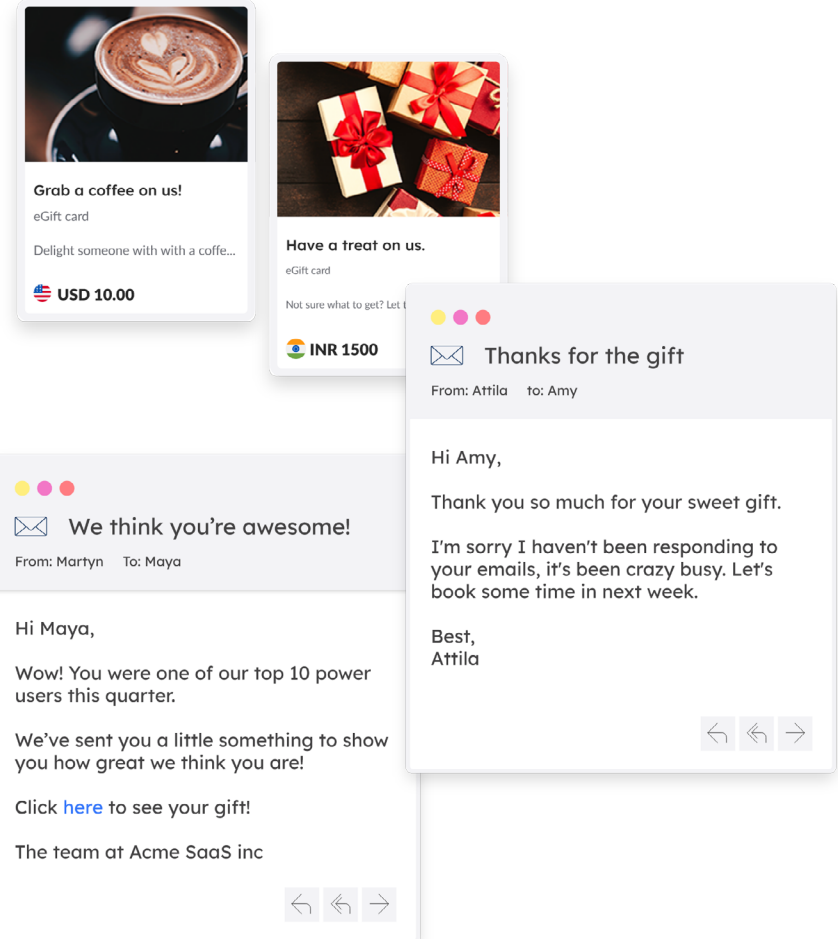 Grab a coffee on us!
eGift card
Delight someone with with a coffe...
USD 10.00
Have a treat on us.
eGift card
Not sure what to get? Let
INR 1500
Thanks for the gift
From: Attila to: Amy
Hi Amy,
Thank you so much for your sweet gift.
I'm sorry I haven't been responding to
your emails, it's been crazy busy. Let's
book some time in next week.
Best,
Attila
We think you’re awesome!
From: Martyn To: Maya
Hi Maya,
Wow! You were one of our top 10 power
users this quarter.
We’ve sent you a little something to show
you how great we think you are!
Click here to see your gift!
The team at Acme SaaS inc